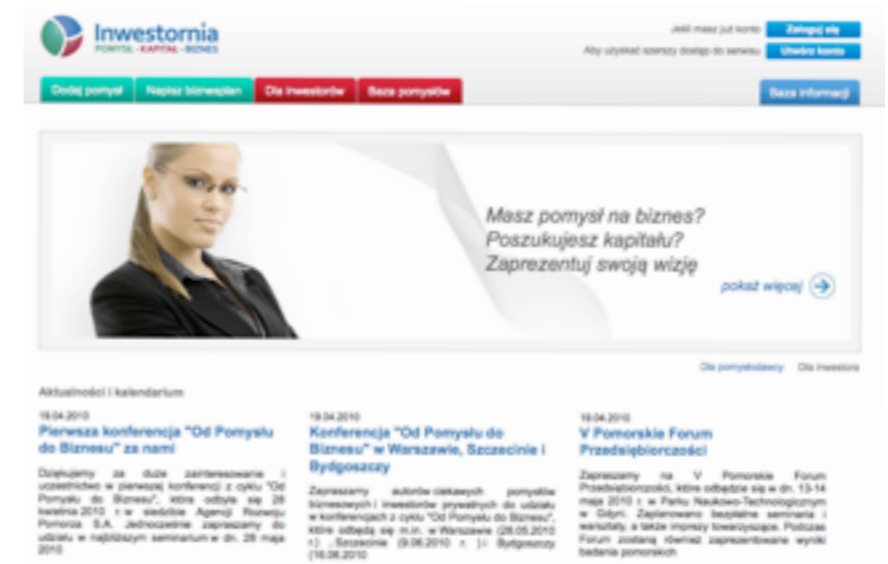 Inwestornia
POMYSŁ - KAPITAŁ - BIZNES
Jeśli masz już konto
Zaloguj się
Aby uzyskać szerszy dostęp do serwisu
Utwórz konto
Dodaj pomysł
Napisz biznesplan
Dla inwestorów
Baza pomysłów
Baza informacji
Masz pomysł na biznes?
Poszukujesz kapitału?
Zaprezentuj swoją wizję
pokaż więcej
Dla pomysłodawcy
Dla inwestora
Aktualności i kalendarium
19.04.2010
Pierwsza konferencja "Od Pomysłu
do Biznesu" za nami
Dziękujemy za duże zainteresowanie i
uczestnictwo w pierwszej konferencji z cyklu "Od
Pomysłu do Biznesu", która odbyła się 28
kwietnia 2010 r.w siedzibie Agencji Rozwoju
Pomorza S.A. Jednocześnie zapraszamy do
udziału w najbliższym seminarium w dn. 28 maja
2010
19.04.2010
Konferencja "Od Pomysłu do
Biznesu" w Warszawie, Szczecinie i
Bydgoszczy
Zapraszamy autorów ciekawych pomysłów
biznesowych i inwestorów prywatnych do udziału
w konferencjach z cyklu "Od Pomysłu do Biznesu",
które odbędą się m.in. w Warszawie (28.05.2010
r.) , Szczecinie (9.06.2010 r. ) i Bydgoszczy
(16.06.2010
19.04.2010
V Pomorskie Forum
Przedsiębiorczości
Zapraszamy na V Pomorskie Forum
Przedsiębiorczości, które odbędzie się w dn. 13-14
maja 2010 r. w Parku Naukowo-Technologicznym
w Gdyni. Zaplanowano bezpłatne seminaria i
warsztaty, a także imprezy towarzyszące. Podczas
Forum zostaną również zaprezentowane wyniki
badania pomorskich